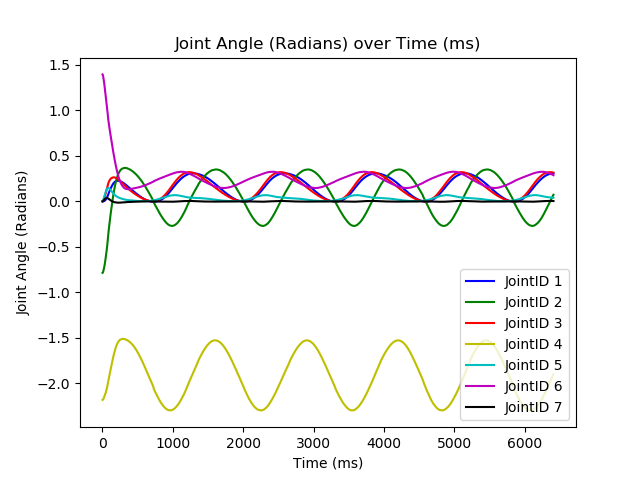 Joint Angle (Radians) over Time (ms)
1.5
1.0
0.5
0.0
−0.5
−1.0
−1.5
−2.0
Joint Angle (Radians)
JointID 1
JointID 2
JointID 3
JointID 4
JointID 5
JointID 6
JointID 7
0 1000 2000 3000 4000 5000 6000
Time (ms)